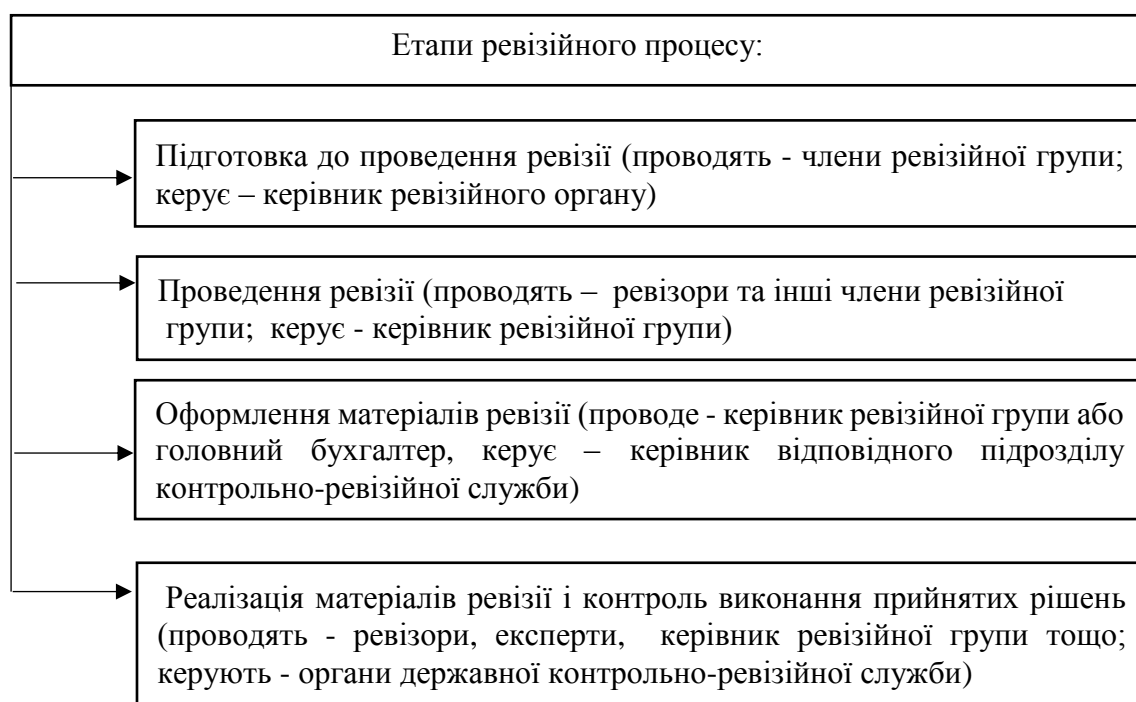 Етапи ревізійного процесу:
Підготовка до проведення ревізії (проводять - члени ревізійної групи;
керує – керівник ревізійного органу)
Проведення ревізії (проводять – ревізори та інші члени ревізійної
групи; керує - керівник ревізійної групи)
Оформлення матеріалів ревізії (проводе - керівник ревізійної групи або
головний бухгалтер, керує – керівник відповідного підрозділу
контрольно-ревізійної служби)
Реалізація матеріалів ревізії і контроль виконання прийнятих рішень
(проводять - ревізори, експерти, керівник ревізійної групи тощо;
керують - органи державної контрольно-ревізійної служби)